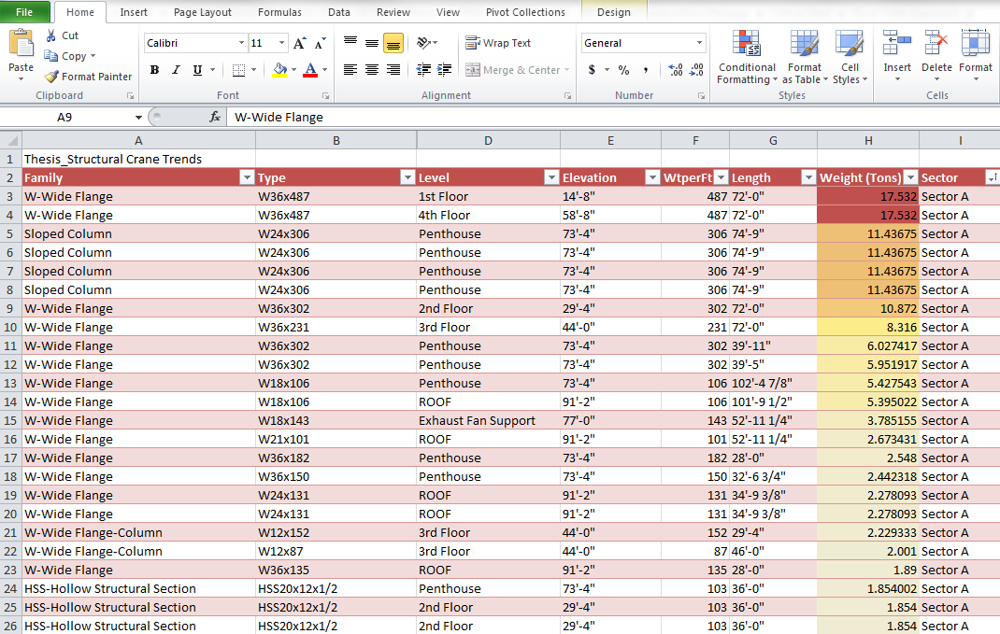 File Home Insert Page Layout Formulas Data Review View Pivot Collections Design
Paste Cut Copy Format Painter
Calibri 11 A A
B I U A
Wrap Text
Merge & Center
General
$ % , .00 .00
Conditional Formatting Format as Table Cell Styles
Insert Delete Format
Clipboard Font Alignment Number Styles Cells
A9 fx W-Wide Flange
A B D E F G H I
1 Thesis_Structural Crane Trends
2 Family Type Level Elevation WtperFt Length Weight (Tons) Sector
3 W-Wide Flange W36x487 1st Floor 14'-8" 487 72'-0" 17.532 Sector A
4 W-Wide Flange W36x487 4th Floor 58'-8" 487 72'-0" 17.532 Sector A
5 Sloped Column W24x306 Penthouse 73'-4" 306 74'-9" 11.43675 Sector A
6 Sloped Column W24x306 Penthouse 73'-4" 306 74'-9" 11.43675 Sector A
7 Sloped Column W24x306 Penthouse 73'-4" 306 74'-9" 11.43675 Sector A
8 Sloped Column W24x306 Penthouse 73'-4" 306 74'-9" 11.43675 Sector A
9 W-Wide Flange W36x302 2nd Floor 29'-4" 302 72'-0" 10.872 Sector A
10 W-Wide Flange W36x231 3rd Floor 44'-0" 231 72'-0" 8.316 Sector A
11 W-Wide Flange W36x302 Penthouse 73'-4" 302 39'-11" 6.027417 Sector A
12 W-Wide Flange W36x302 Penthouse 73'-4" 302 39'-5" 5.951917 Sector A
13 W-Wide Flange W18x106 Penthouse 73'-4" 106 102'-4 7/8" 5.427543 Sector A
14 W-Wide Flange W18x106 ROOF 91'-2" 106 101'-9 1/2" 5.395022 Sector A
15 W-Wide Flange W18x143 Exhaust Fan Support 77'-0" 143 52'-11 1/4" 3.785155 Sector A
16 W-Wide Flange W21x101 ROOF 91'-2" 101 52'-11 1/4" 2.673431 Sector A
17 W-Wide Flange W36x182 Penthouse 73'-4" 182 28'-0" 2.548 Sector A
18 W-Wide Flange W36x150 Penthouse 73'-4" 150 32'-6 3/4" 2.442318 Sector A
19 W-Wide Flange W24x131 ROOF 91'-2" 131 34'-9 3/8" 2.278093 Sector A
20 W-Wide Flange W24x131 ROOF 91'-2" 131 34'-9 3/8" 2.278093 Sector A
21 W-Wide Flange-Column W12x152 3rd Floor 44'-0" 152 29'-4" 2.229333 Sector A
22 W-Wide Flange-Column W12x87 3rd Floor 44'-0" 87 46'-0" 2.001 Sector A
23 W-Wide Flange W36x135 ROOF 91'-2" 135 28'-0" 1.89 Sector A
24 HSS-Hollow Structural Section HSS20x12x1/2 Penthouse 73'-4" 103 36'-0" 1.854002 Sector A
25 HSS-Hollow Structural Section HSS20x12x1/2 2nd Floor 29'-4" 103 36'-0" 1.854 Sector A
26 HSS-Hollow Structural Section HSS20x12x1/2 2nd Floor 29'-4" 103 36'-0" 1.854 Sector A